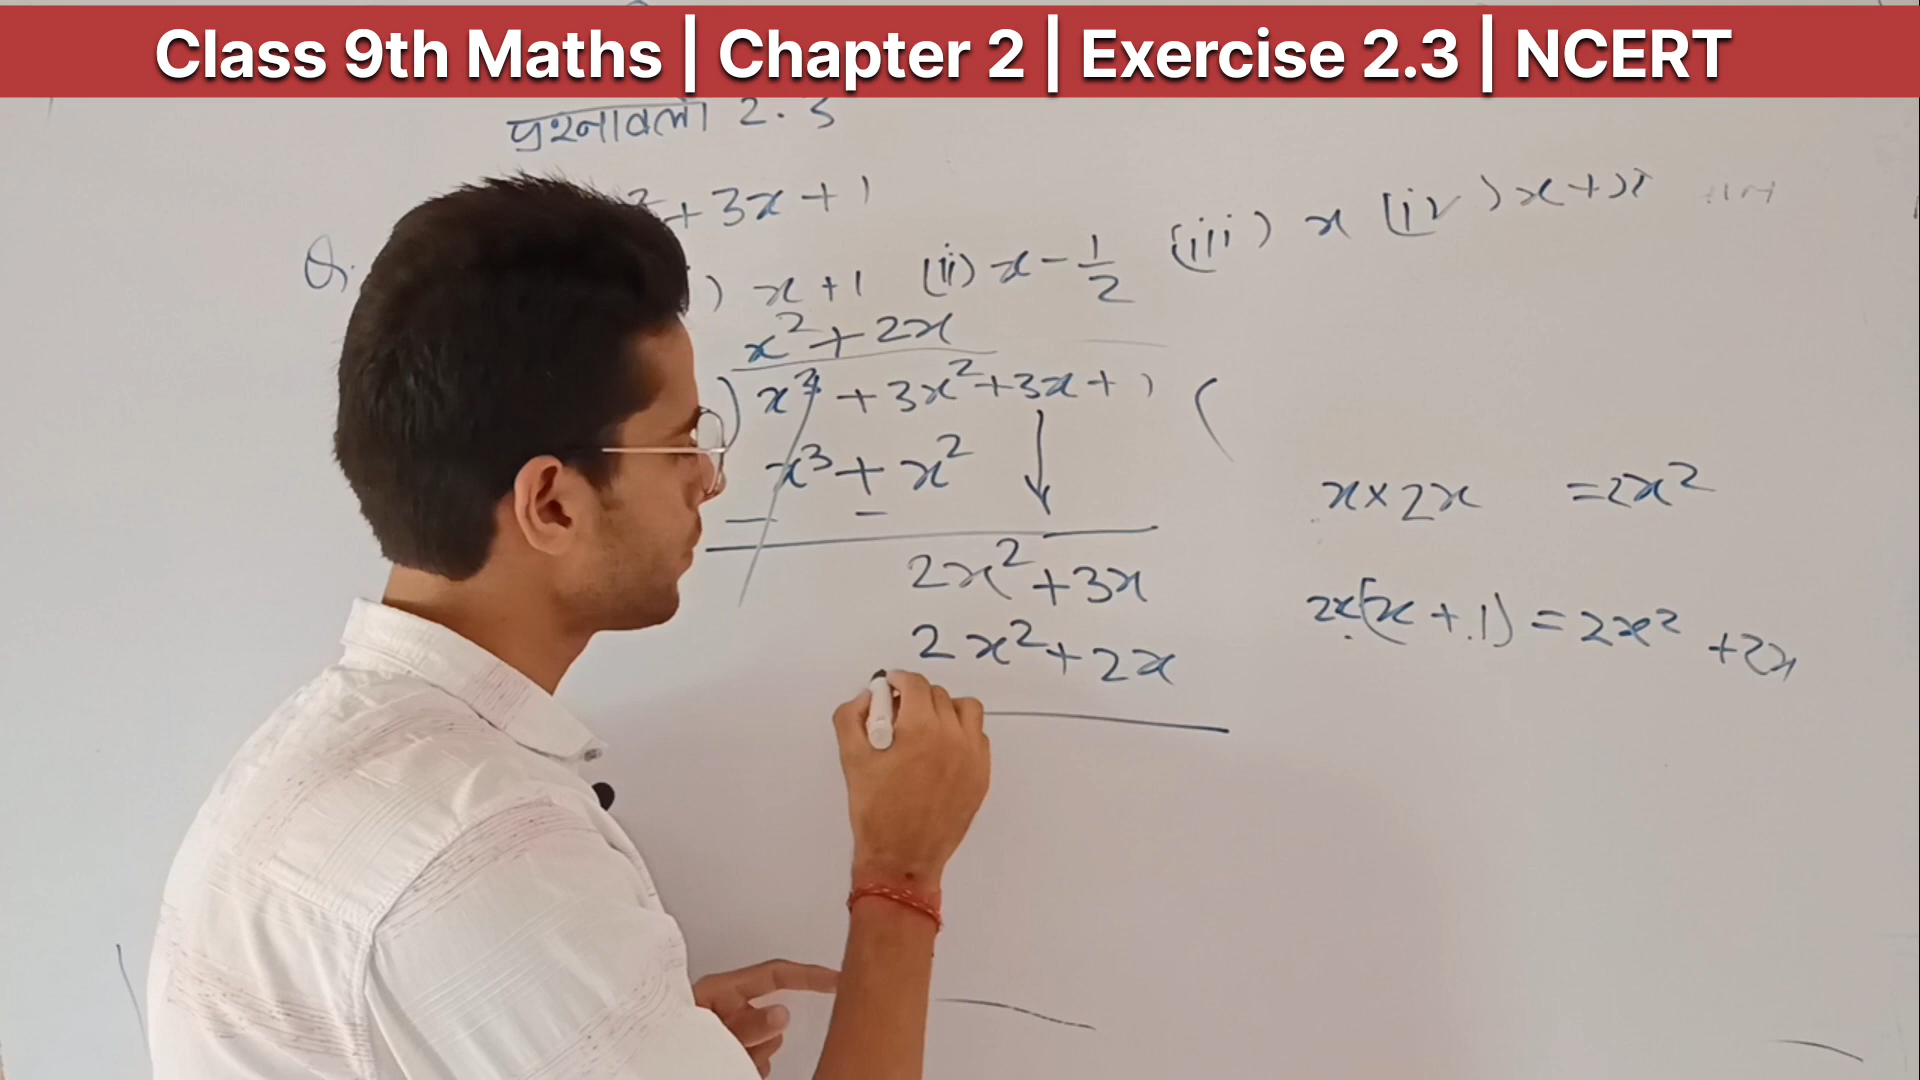 Class 9th Maths | Chapter 2 | Exercise 2.3 | NCERT
प्रश्नावली 2.3
+ 3x + 1
Q.
) x + 1 (ii) x - 1/2 (iii) x (iv) x + π
x² + 2x
) x³ + 3x² + 3x + 1 (
x³ + x²
- -
2x² + 3x
2x² + 2x
x × 2x = 2x²
2x(x + 1) = 2x² + 2x